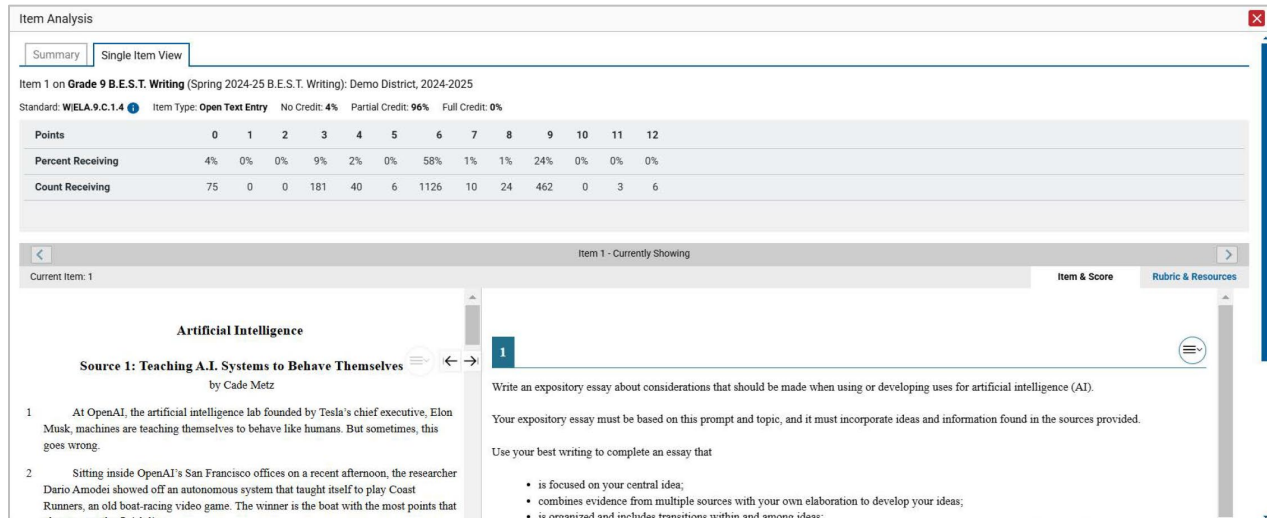 Item Analysis
Summary
Single Item View
Item 1 on Grade 9 B.E.S.T. Writing (Spring 2024-25 B.E.S.T. Writing): Demo District, 2024-2025
Standard: W|ELA.9.C.1.4 Item Type: Open Text Entry No Credit: 4% Partial Credit: 96% Full Credit: 0%
Points 0 1 2 3 4 5 6 7 8 9 10 11 12
Percent Receiving 4% 0% 0% 9% 2% 0% 58% 1% 1% 24% 0% 0% 0%
Count Receiving 75 0 0 181 40 6 1126 10 24 462 0 3 6
Item 1 - Currently Showing
Current Item: 1
Item & Score
Rubric & Resources
Artificial Intelligence
Source 1: Teaching A.I. Systems to Behave Themselves
by Cade Metz
1 At OpenAI, the artificial intelligence lab founded by Tesla's chief executive, Elon
Musk, machines are teaching themselves to behave like humans. But sometimes, this
goes wrong.
2 Sitting inside OpenAI's San Francisco offices on a recent afternoon, the researcher
Dario Amodei showed off an autonomous system that taught itself to play Coast
Runners, an old boat-racing video game. The winner is the boat with the most points that
1
Write an expository essay about considerations that should be made when using or developing uses for artificial intelligence (AI).
Your expository essay must be based on this prompt and topic, and it must incorporate ideas and information found in the sources provided.
Use your best writing to complete an essay that
• is focused on your central idea;
• combines evidence from multiple sources with your own elaboration to develop your ideas;
• is organized and includes transitions within and among ideas;